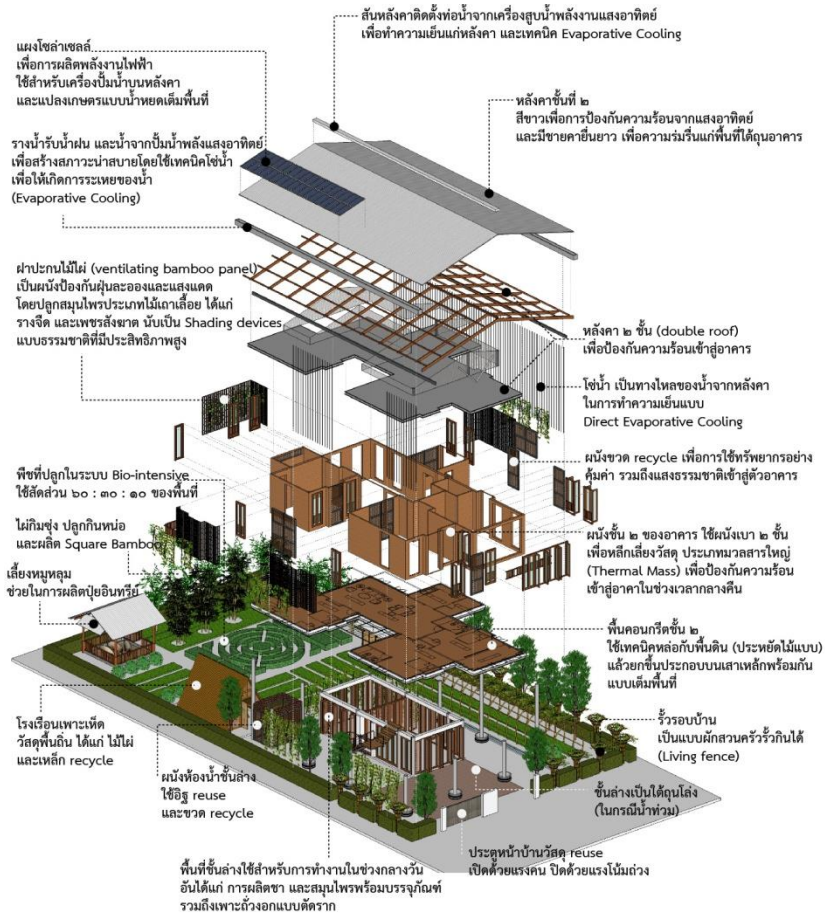 สันหลังคาติดตั้งท่อน้ำจากเครื่องสูบน้ำพลังงานแสงอาทิตย์
เพื่อทำความเย็นแก่หลังคา และเทคนิค Evaporative Cooling
แผงโซล่าเซลล์
เพื่อการผลิตพลังงานไฟฟ้า
ใช้สำหรับเครื่องปั้มน้ำบนหลังคา
และแปลงเกษตรแบบน้ำหยดเต็มพื้นที่
หลังคาชั้นที่ ๒
สีขาวเพื่อการป้องกันความร้อนจากแสงอาทิตย์
และมีชายคายื่นยาว เพื่อความร่มรื่นแก่พื้นที่ใต้ถุนอาคาร
รางน้ำรับน้ำฝน และน้ำจากปั้มน้ำพลังแสงอาทิตย์
เพื่อสร้างสภาวะน่าสบายโดยใช้เทคนิคโซ่น้ำ
เพื่อให้เกิดการระเหยของน้ำ
(Evaporative Cooling)
ฝาปะกนไม้ไผ่ (ventilating bamboo panel)
เป็นผนังป้องกันฝุ่นละอองและแสงแดด
โดยปลูกสมุนไพรประเภทไม้เถาเลื้อย ได้แก่
รางจืด และเพชรสังฆาต นับเป็น Shading devices
แบบธรรมชาติที่มีประสิทธิภาพสูง
หลังคา ๒ ชั้น (double roof)
เพื่อป้องกันความร้อนเข้าสู่อาคาร
โซ่น้ำ เป็นทางไหลของน้ำจากหลังคา
ในการทำความเย็นแบบ
Direct Evaporative Cooling
ผนังขวด recycle เพื่อการใช้ทรัพยากรอย่าง
คุ้มค่า รวมถึงแสงธรรมชาติเข้าสู่ตัวอาคาร
พืชที่ปลูกในระบบ Bio-intensive
ใช้สัดส่วน ๖๐ : ๓๐ : ๑๐ ของพื้นที่
ไผ่กิมซุ่ง ปลูกกินหน่อ
และผลิต Square Bamboo
ผนังชั้น ๒ ของอาคาร ใช้ผนังเบา ๒ ชั้น
เพื่อหลีกเลี่ยงวัสดุ ประเภทมวลสารใหญ่
(Thermal Mass) เพื่อป้องกันความร้อน
เข้าสู่อาคาในช่วงเวลากลางคืน
เลี้ยงหมูหลุม
ช่วยในการผลิตปุ๋ยอินทรีย์
พื้นคอนกรีตชั้น ๒
ใช้เทคนิคหล่อกับพื้นดิน (ประหยัดไม้แบบ)
แล้วยกขึ้นประกอบบนเสาเหล็กพร้อมกัน
แบบเต็มพื้นที่
โรงเรือนเพาะเห็ด
วัสดุพื้นถิ่น ได้แก่ ไม้ไผ่
และเหล็ก recycle
รั้วรอบบ้าน
เป็นแบบผักสวนครัวรั้วกินได้
(Living fence)
ผนังห้องน้ำชั้นล่าง
ใช้อิฐ reuse
และขวด recycle
ชั้นล่างเป็นใต้ถุนโล่ง
(ในกรณีน้ำท่วม)
ประตูหน้าบ้านวัสดุ reuse
เปิดด้วยแรงคน ปิดด้วยแรงโน้มถ่วง
พื้นที่ชั้นล่างใช้สำหรับการทำงานในช่วงกลางวัน
อันได้แก่ การผลิตชา และสมุนไพรพร้อมบรรจุภัณฑ์
รวมถึงเพาะถั่วงอกแบบตัดราก